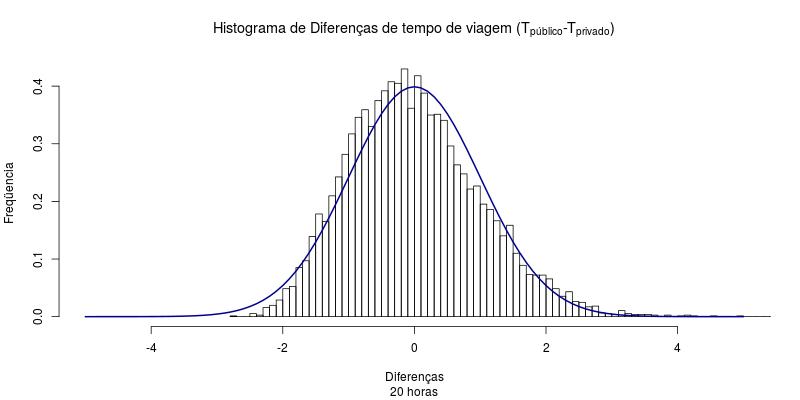 Histograma de Diferenças de tempo de viagem (Tpúblico-Tprivado)
0.4
0.3
0.2
0.1
0.0
Freqüencia
-4 -2 0 2 4
Diferenças
20 horas